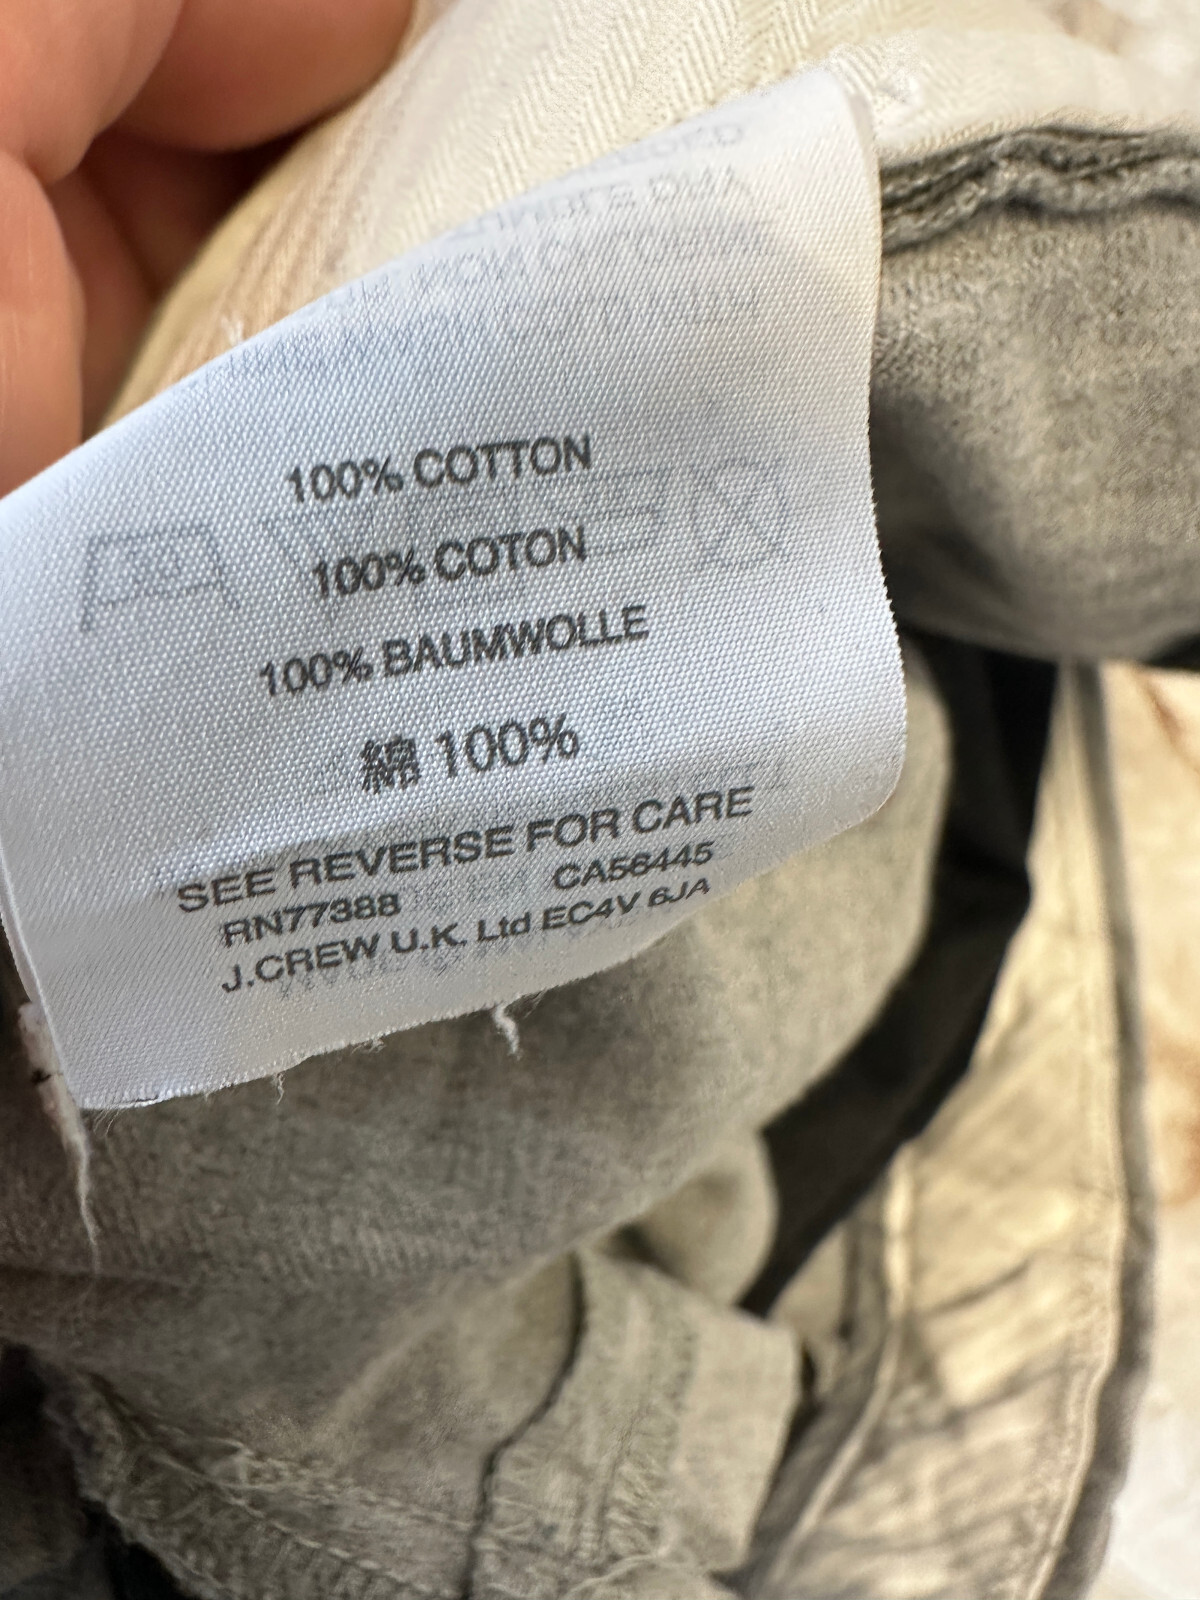 100% COTTON
100% COTON
100% BAUMWOLLE
綿 100%
SEE REVERSE FOR CARE
RN77388 CA56445
J.CREW U.K. Ltd EC4V 6JA